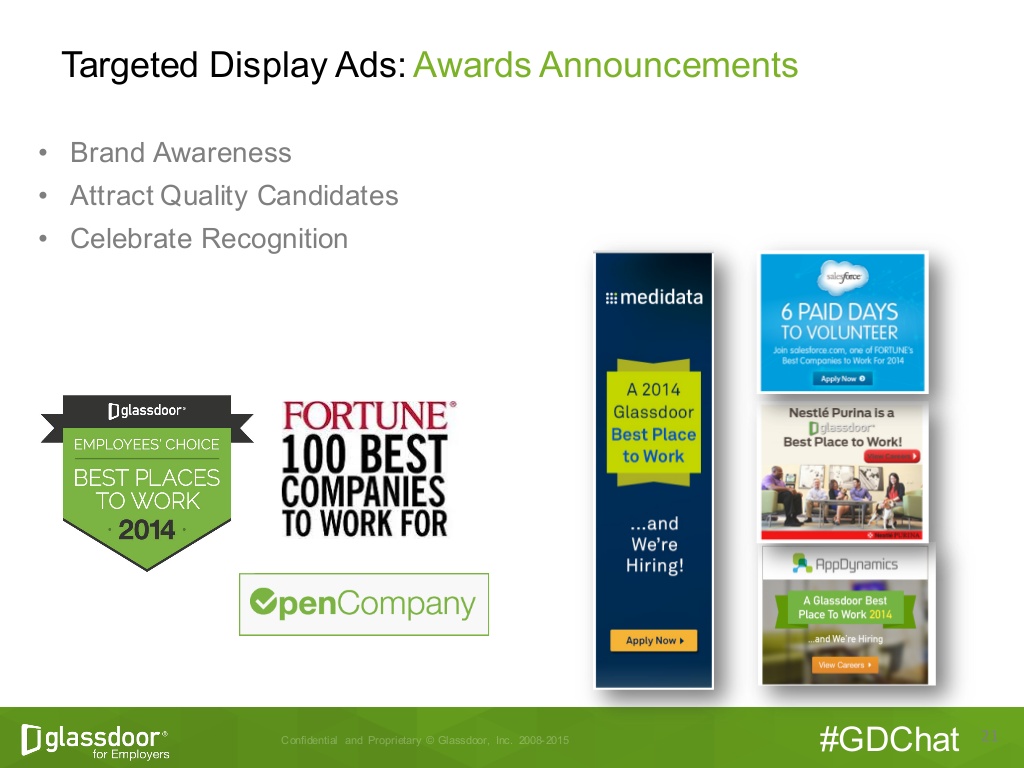 Targeted Display Ads: Awards Announcements
• Brand Awareness
• Attract Quality Candidates
• Celebrate Recognition
glassdoor®
EMPLOYEES' CHOICE
BEST PLACES
TO WORK
· 2014 ·
FORTUNE®
100 BEST
COMPANIES
TO WORK FOR
OpenCompany
medidata
A 2014
Glassdoor
Best Place
to Work
...and
We're
Hiring!
Apply Now
salesforce
6 PAID DAYS
TO VOLUNTEER
Join salesforce.com, one of FORTUNE's
Best Companies to Work For 2014
Apply Now
Nestlé Purina is a
glassdoor
Best Place to Work!
View Careers
Nestlé PURINA
AppDynamics
A Glassdoor Best
Place To Work 2014
...and We're Hiring
View Careers
glassdoor®
for Employers
Confidential and Proprietary © Glassdoor, Inc. 2008-2015
#GDChat